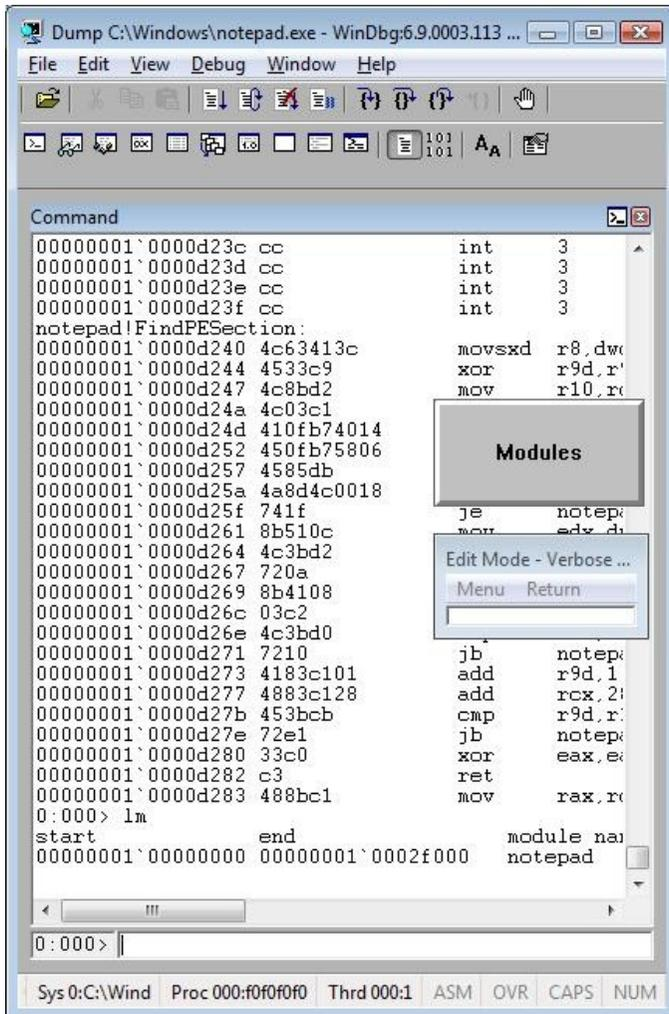 Dump C:\Windows\notepad.exe - WinDbg:6.9.0003.113 ...
File Edit View Debug Window Help
Command
00000001`0000d23c cc int 3
00000001`0000d23d cc int 3
00000001`0000d23e cc int 3
00000001`0000d23f cc int 3
notepad!FindPESection:
00000001`0000d240 4c63413c movsxd r8,dw
00000001`0000d244 4533c9 xor r9d,r
00000001`0000d247 4c8bd2 mov r10,r
00000001`0000d24a 4c03c1
00000001`0000d24d 410fb74014
00000001`0000d252 450fb75806
00000001`0000d257 4585db
00000001`0000d25a 4a8d4c0018
00000001`0000d25f 741f je notep
00000001`0000d261 8b510c mov edx,d
00000001`0000d264 4c3bd2
00000001`0000d267 720a
00000001`0000d269 8b4108
00000001`0000d26c 03c2
00000001`0000d26e 4c3bd0
00000001`0000d271 7210 jb notep
00000001`0000d273 4183c101 add r9d,1
00000001`0000d277 4883c128 add rcx,2
00000001`0000d27b 453bcb cmp r9d,r
00000001`0000d27e 72e1 jb notep
00000001`0000d280 33c0 xor eax,e
00000001`0000d282 c3 ret
00000001`0000d283 488bc1 mov rax,r
0:000> lm
start end module na
00000001`00000000 00000001`0002f000 notepad
Modules
Edit Mode - Verbose ...
Menu Return
0:000>
Sys 0:C:\Wind Proc 000:f0f0f0f0 Thrd 000:1 ASM OVR CAPS NUM